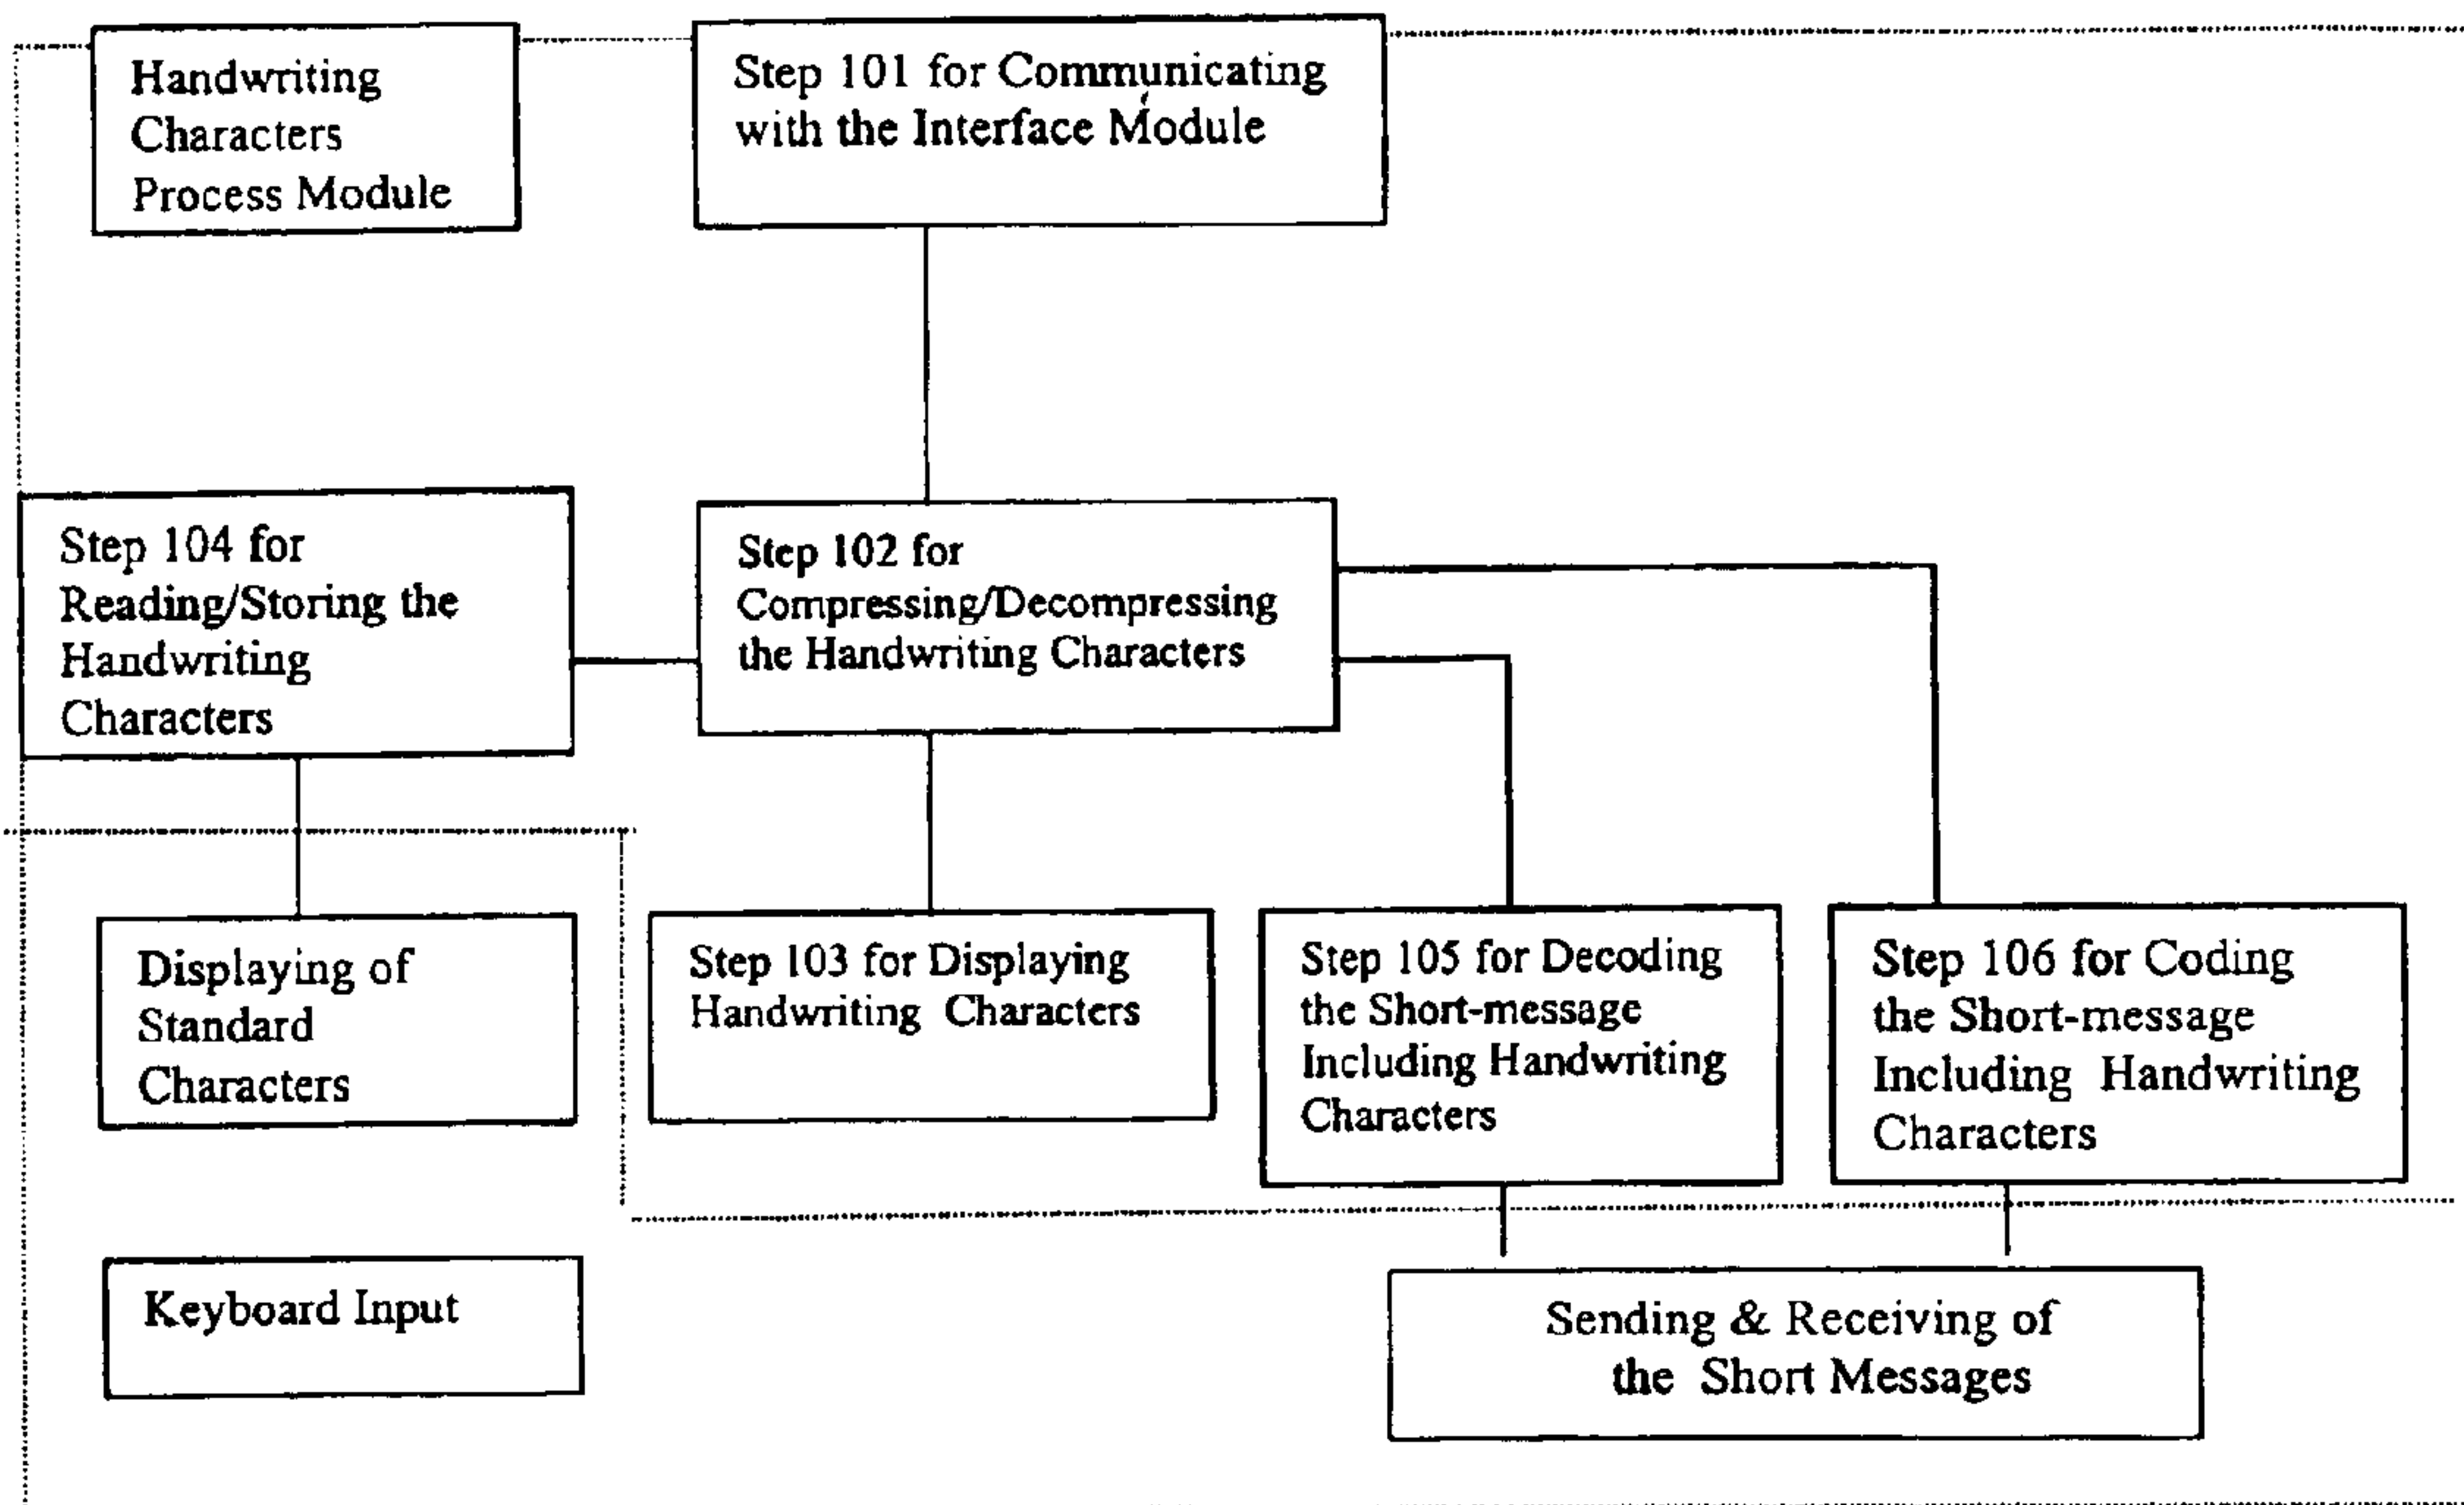 Handwriting
Characters
Process Module
Step 101 for Communicating
with the Interface Module
Step 104 for
Reading/Storing the
Handwriting
Characters
Step 102 for
Compressing/Decompressing
the Handwriting Characters
Displaying of
Standard
Characters
Step 103 for Displaying
Handwriting Characters
Step 105 for Decoding
the Short-message
Including Handwriting
Characters
Step 106 for Coding
the Short-message
Including Handwriting
Characters
Keyboard Input
Sending & Receiving of
the Short Messages